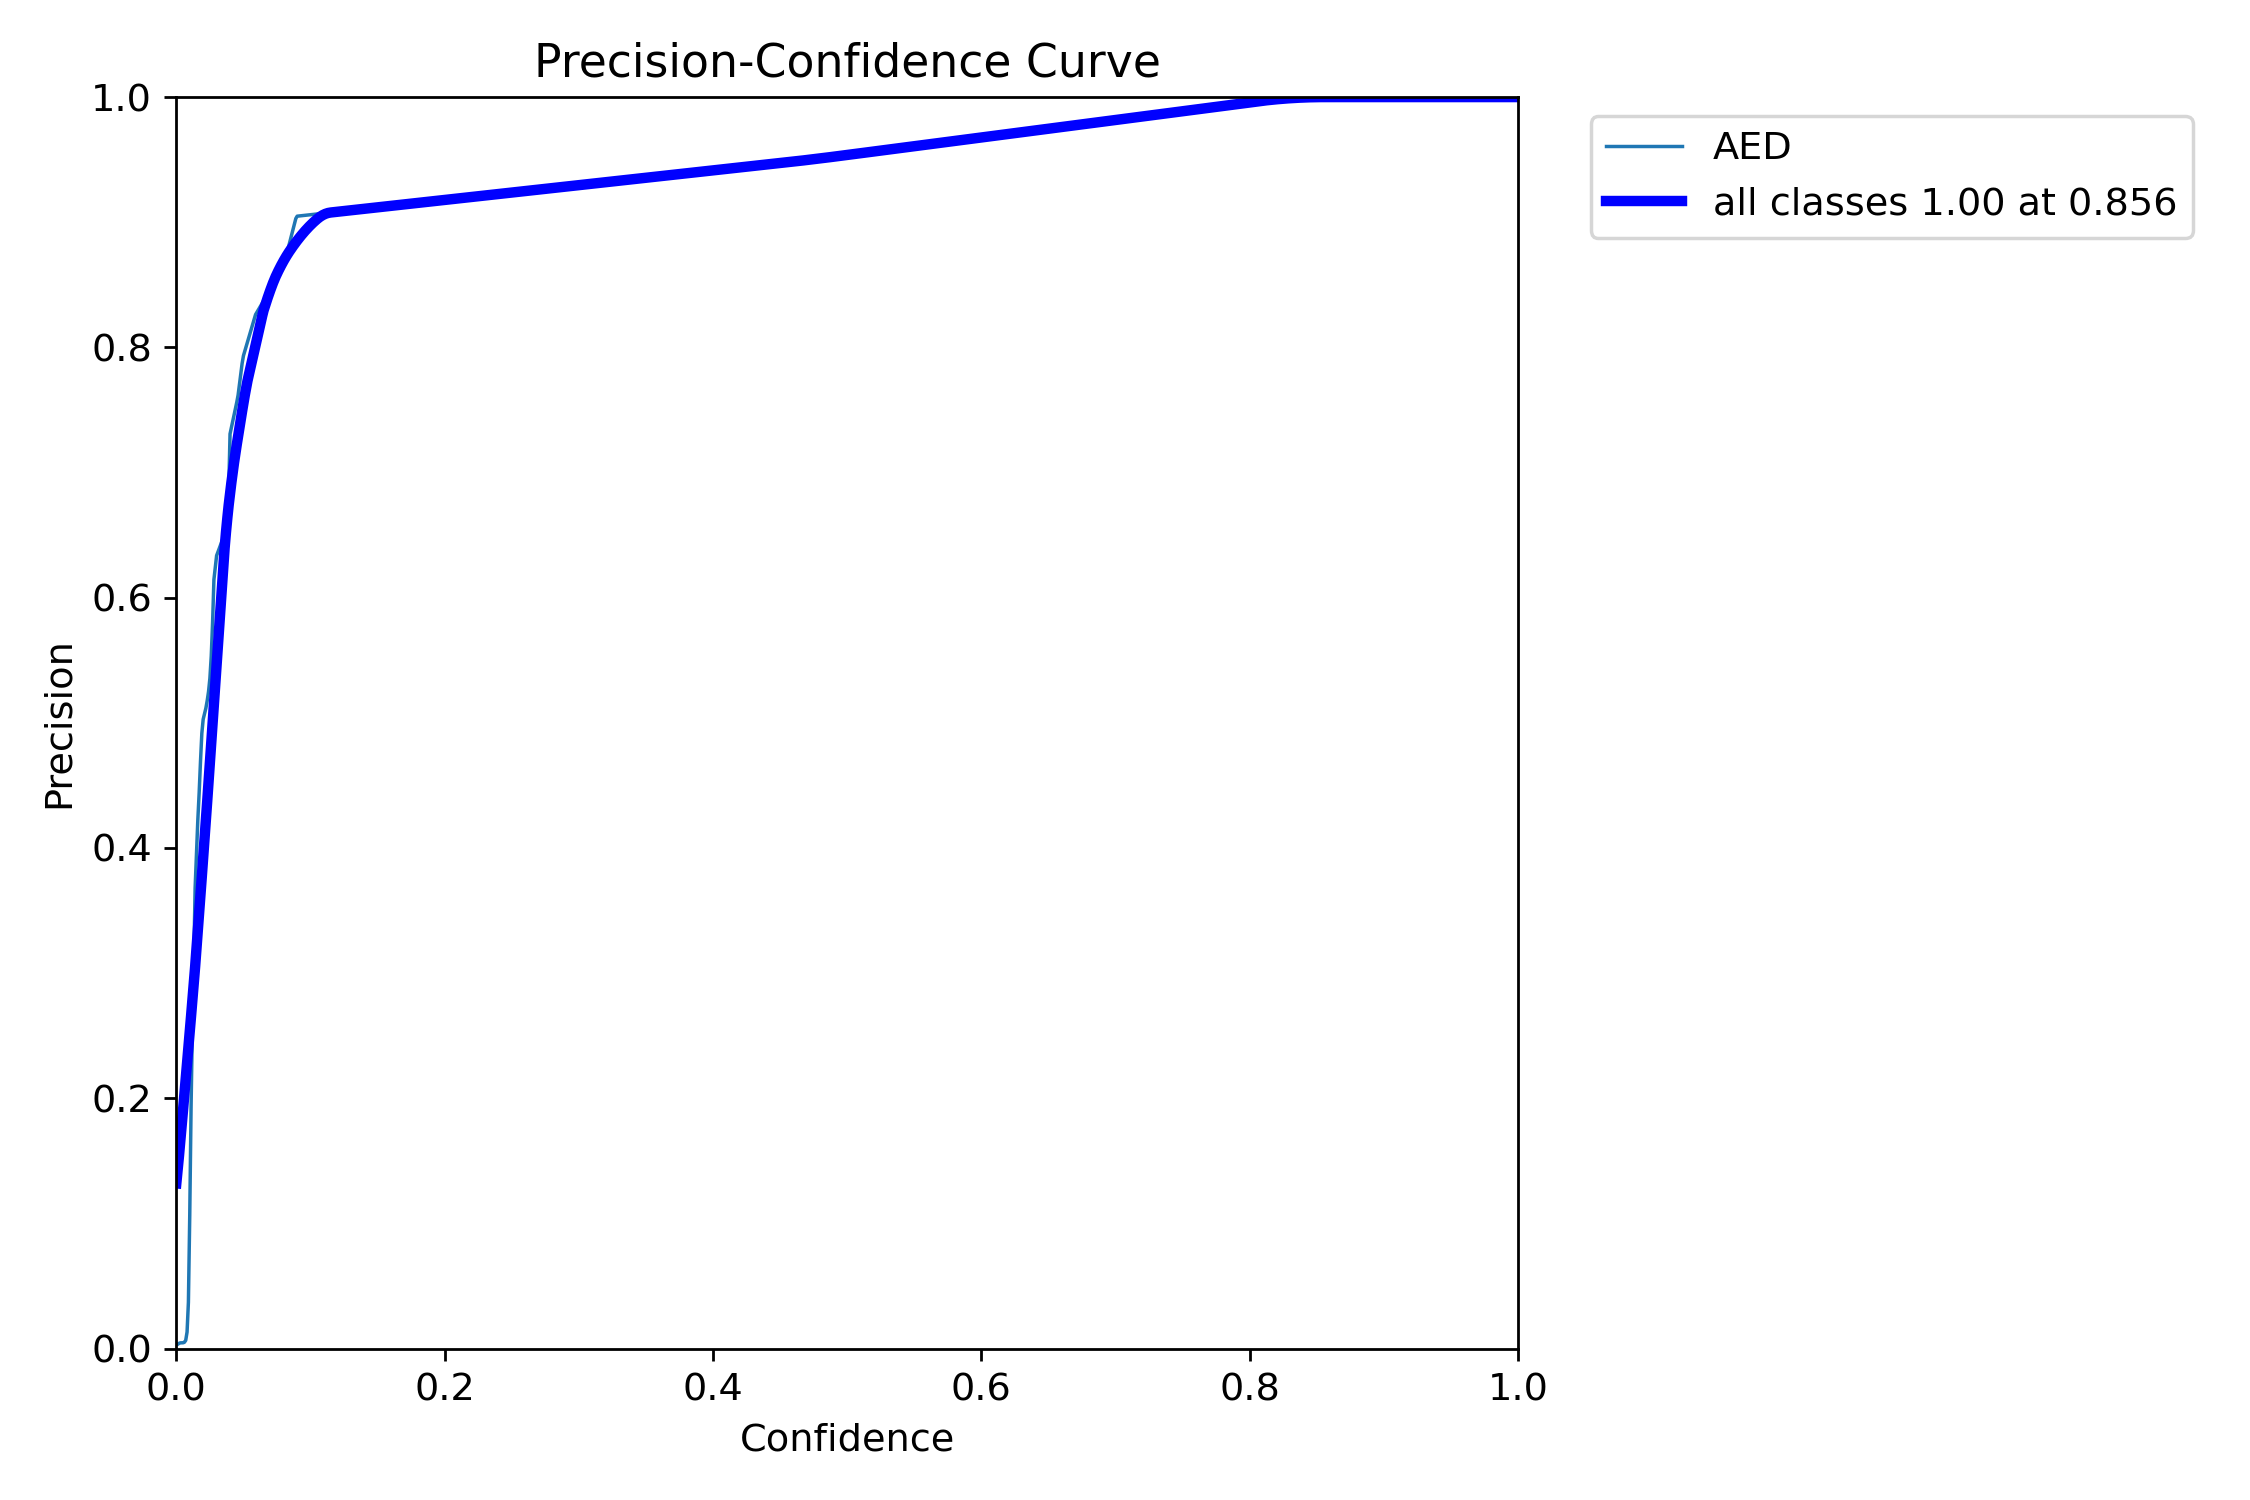 Precision-Confidence Curve
1.0
0.8
0.6
0.4
0.2
0.0
Precision
0.0 0.2 0.4 0.6 0.8 1.0
Confidence
AED
all classes 1.00 at 0.856